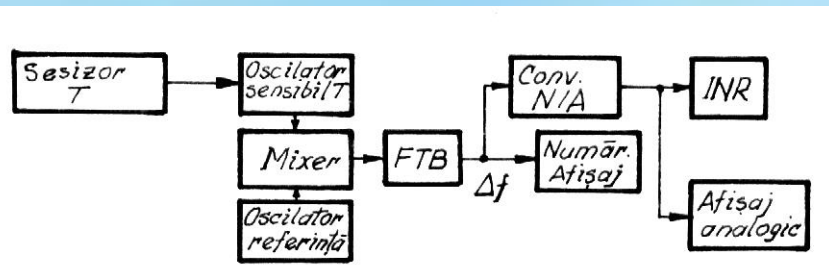 Sesizor
T
Oscilator
sensibil T
Mixer
Oscilator
referință
FTB
Δf
Conv.
N/A
Număr.
Afișaj
INR
Afișaj
analogic